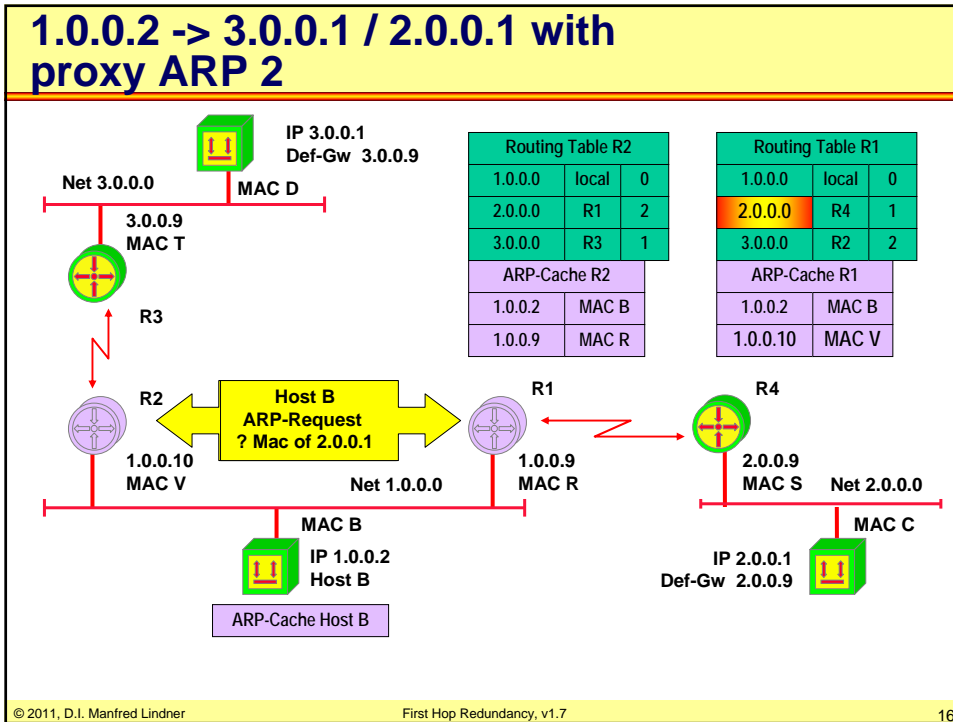 1.0.0.2 -> 3.0.0.1 / 2.0.0.1 with
proxy ARP 2
IP 3.0.0.1
Def-Gw 3.0.0.9
Net 3.0.0.0
MAC D
3.0.0.9
MAC T
R3
Routing Table R2
1.0.0.0 local 0
2.0.0.0 R1 2
3.0.0.0 R3 1
ARP-Cache R2
1.0.0.2 MAC B
1.0.0.9 MAC R
Routing Table R1
1.0.0.0 local 0
2.0.0.0 R4 1
3.0.0.0 R2 2
ARP-Cache R1
1.0.0.2 MAC B
1.0.0.10 MAC V
R2
Host B
ARP-Request
? Mac of 2.0.0.1
R1
R4
1.0.0.10
MAC V
Net 1.0.0.0
1.0.0.9
MAC R
2.0.0.9
MAC S
Net 2.0.0.0
MAC B
IP 1.0.0.2
Host B
MAC C
IP 2.0.0.1
Def-Gw 2.0.0.9
ARP-Cache Host B
© 2011, D.I. Manfred Lindner
First Hop Redundancy, v1.7
16